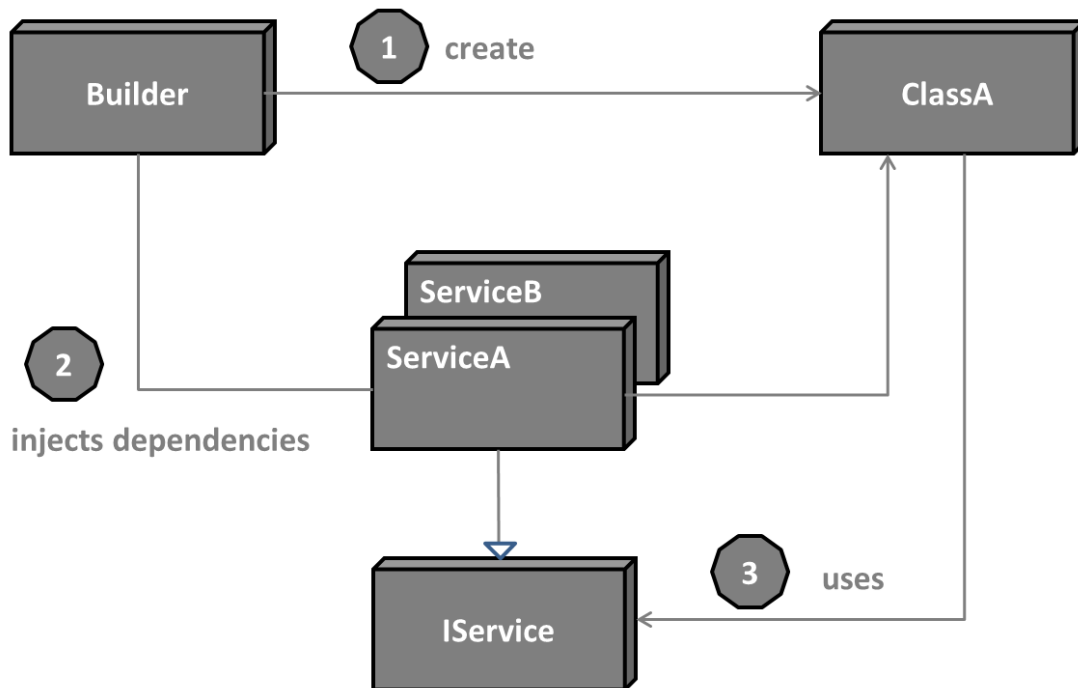 1
create
Builder
ClassA
ServiceB
ServiceA
2
injects dependencies
3
uses
IService